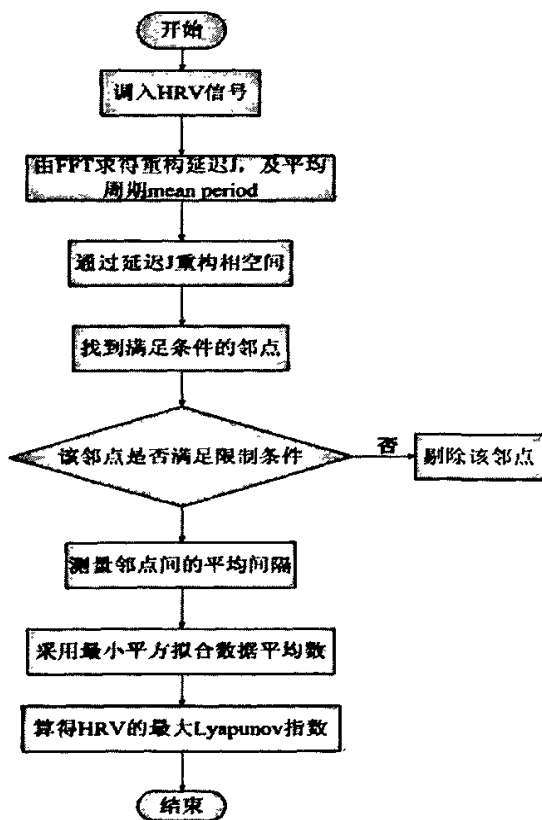 开始
调入HRV信号
由FFT求得重构延迟J，及平均
周期mean period
通过延迟J重构相空间
找到满足条件的邻点
该邻点是否满足限制条件
否
剔除该邻点
测量邻点间的平均间隔
采用最小平方拟合数据平均数
算得HRV的最大Lyapunov指数
结束